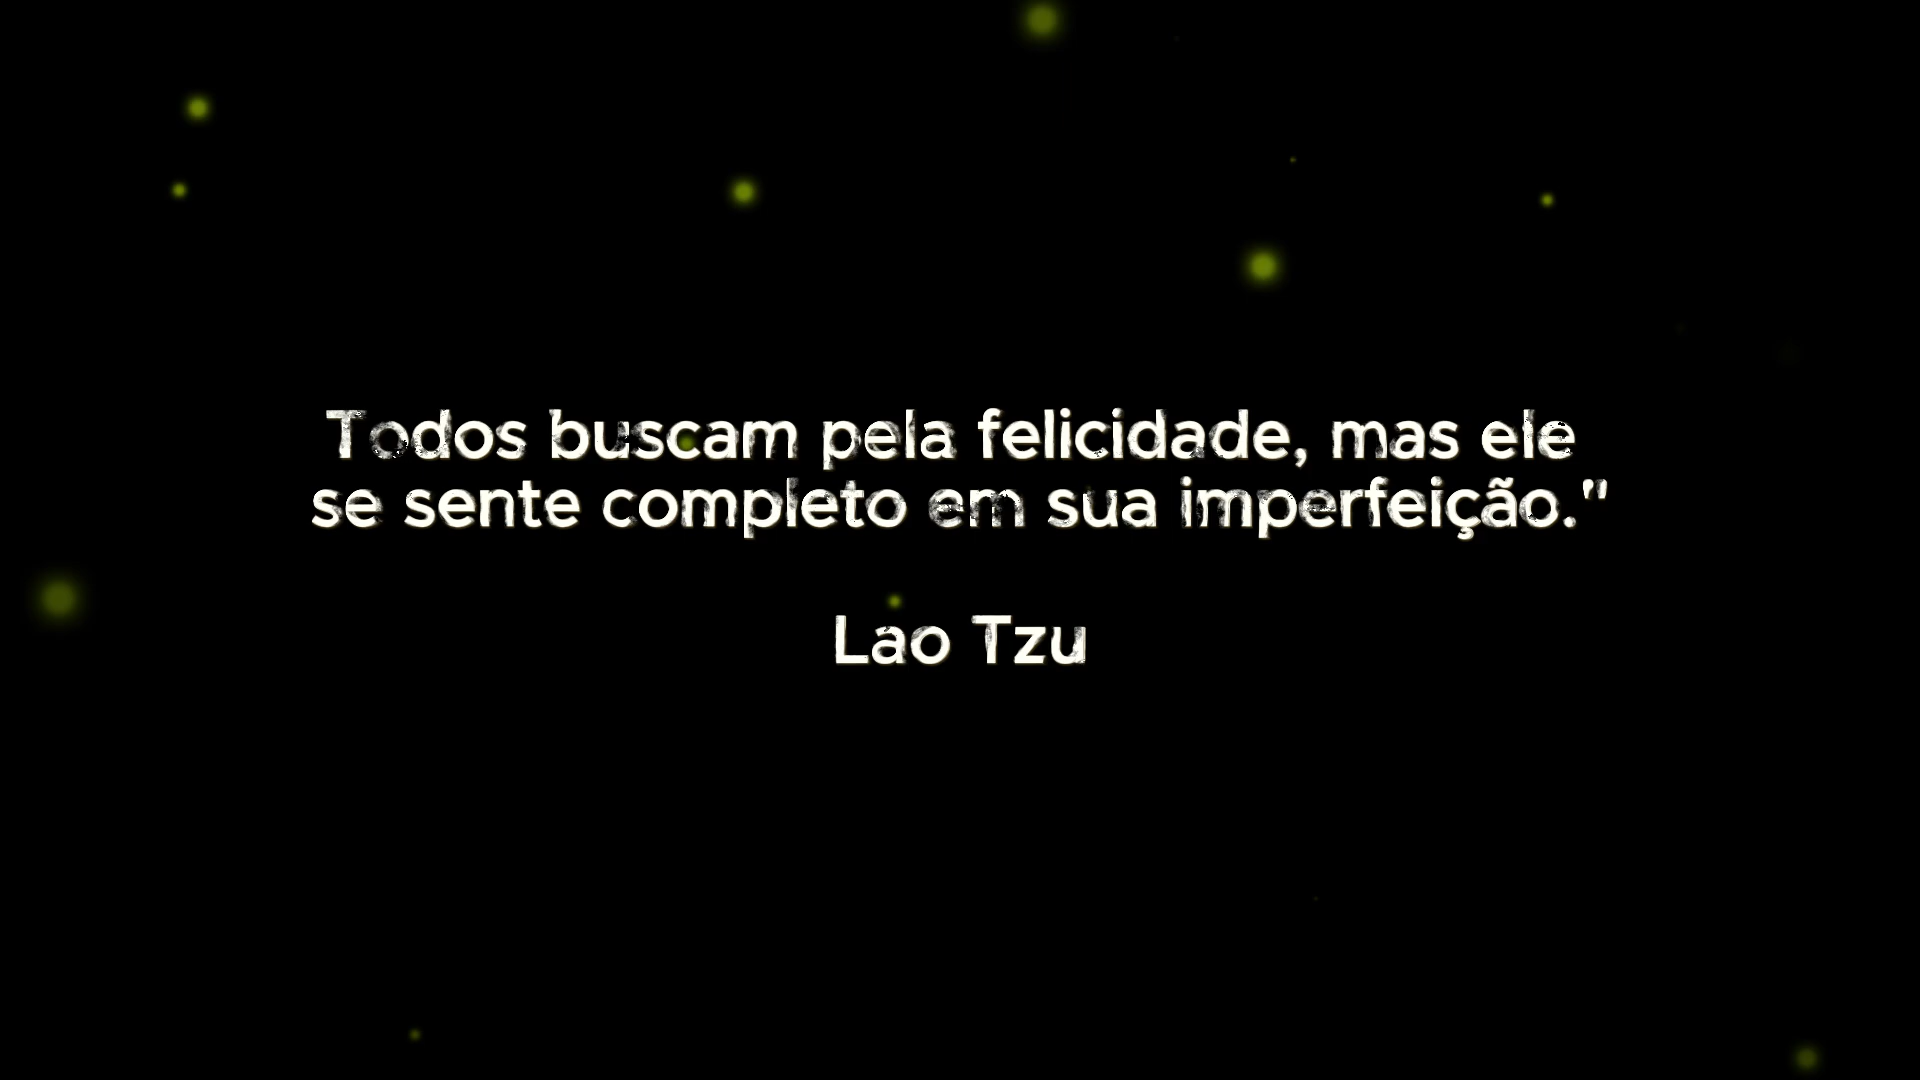 Todos buscam pela felicidade, mas ele
se sente completo em sua imperfeição."
Lao Tzu